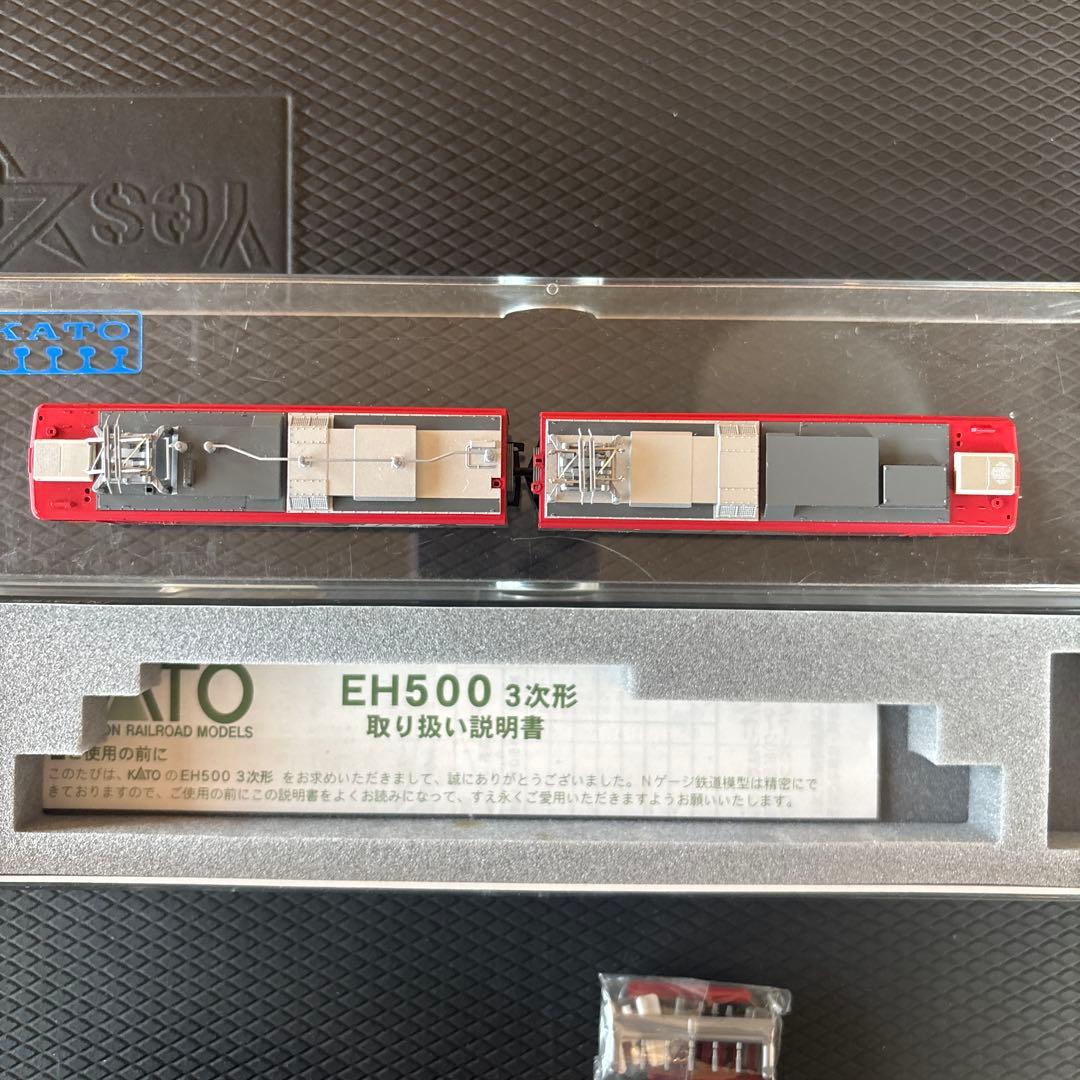 KATO
KATO
EH500 3次形
ON RAILROAD MODELS
取り扱い説明書
ご使用の前に
このたびは、KATOのEH500 3次形 をお求めいただきまして、誠にありがとうございました。Nゲージ鉄道模型は精密にで
きておりますので、ご使用の前にこの説明書をよくお読みになって、すえ永くご愛用いただきますようお願いいたします。